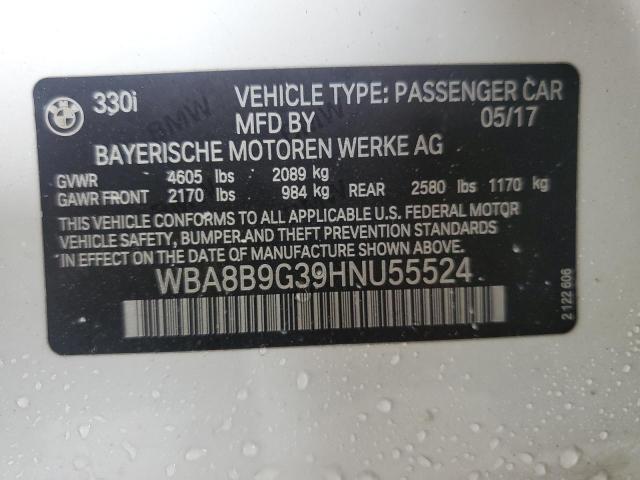 BMW 330i VEHICLE TYPE: PASSENGER CAR
MFD BY 05/17
BAYERISCHE MOTOREN WERKE AG
GVWR 4605 lbs 2089 kg
GAWR FRONT 2170 lbs 984 kg REAR 2580 lbs 1170 kg
THIS VEHICLE CONFORMS TO ALL APPLICABLE U.S. FEDERAL MOTOR
VEHICLE SAFETY, BUMPER, AND THEFT PREVENTION STANDARDS
IN EFFECT ON THE DATE OF MANUFACTURE SHOWN ABOVE.
WBA8B9G39HNU55524
2 122 606